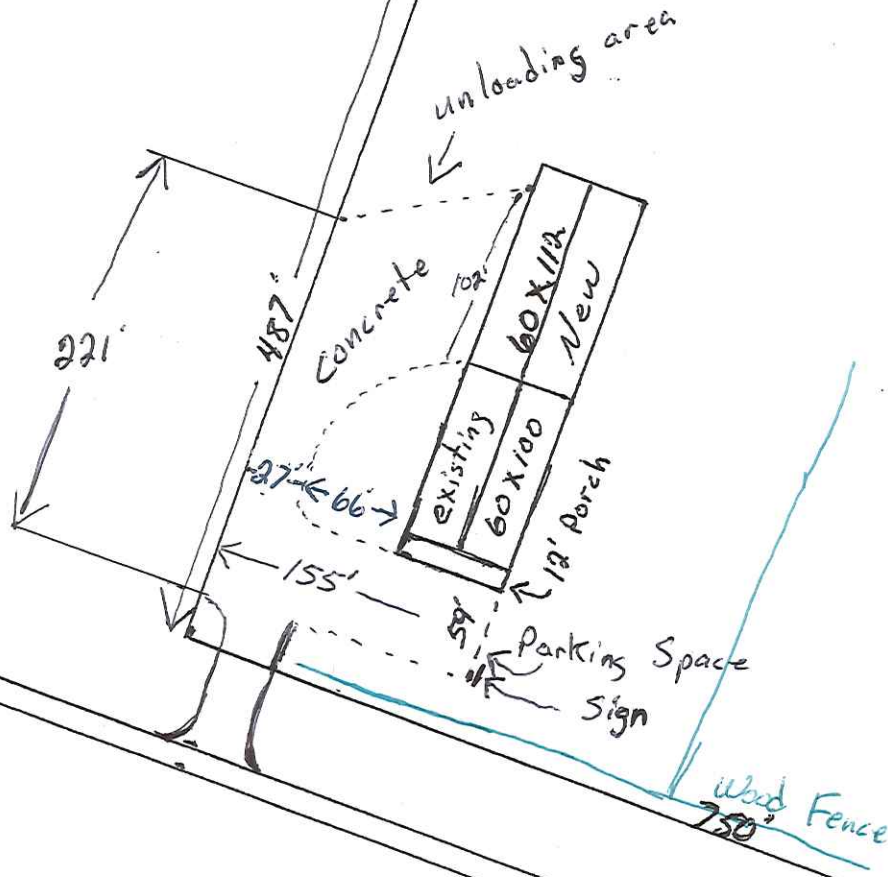 unloading area
221'
487'
Concrete
102'
60 X 112
New
existing
60 X 100
27'
66'
12' Porch
155'
59'
Parking Space
Sign
Wood Fence
750'